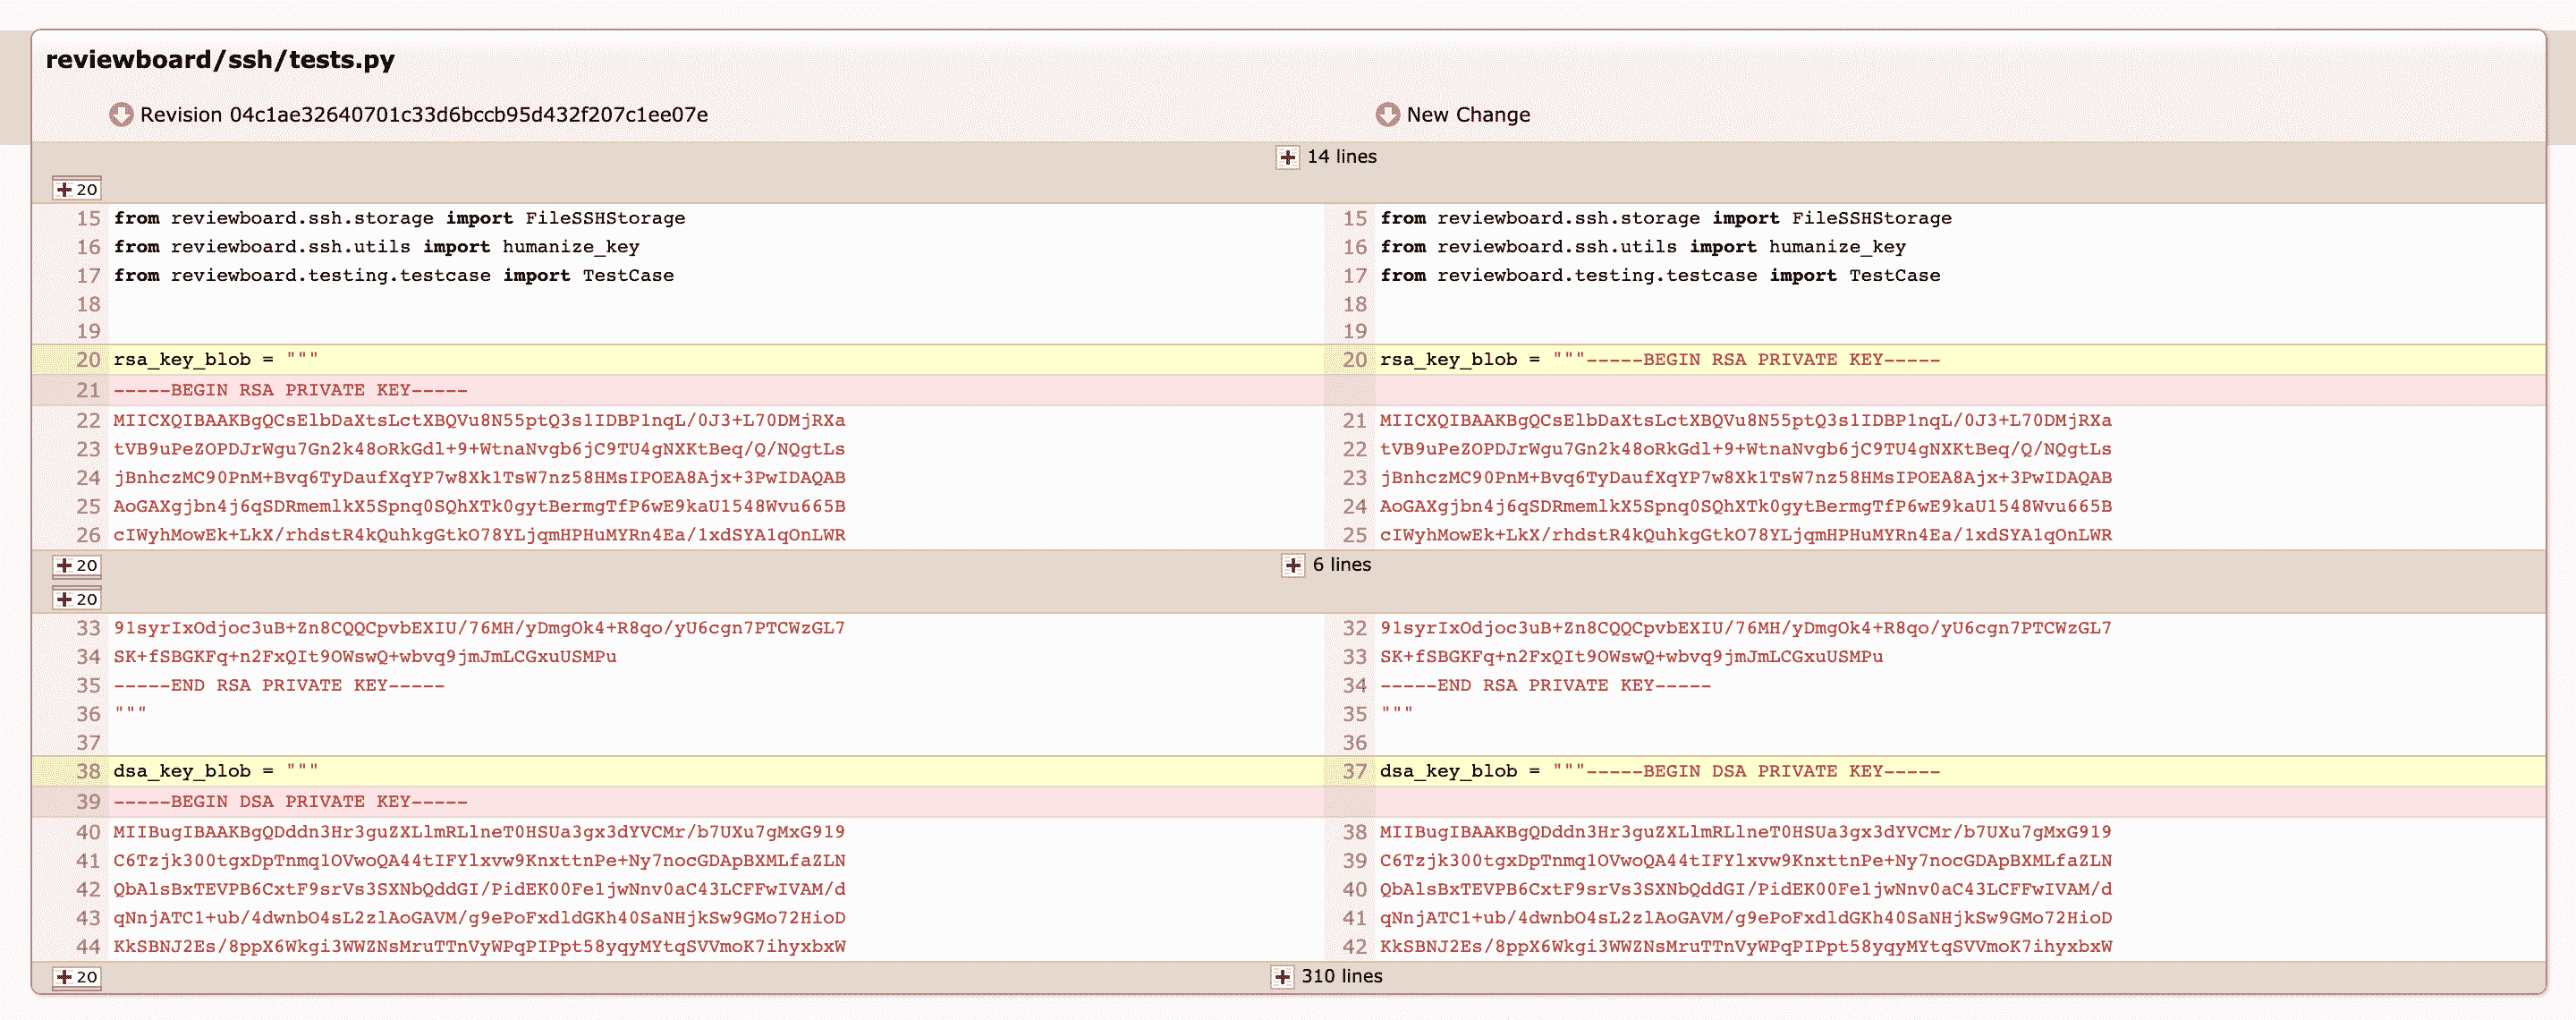 reviewboard/ssh/tests.py
Revision 04c1ae32640701c33d6bccb95d432f207c1ee07e New Change
14 lines
20
15 from reviewboard.ssh.storage import FileSSHStorage 15 from reviewboard.ssh.storage import FileSSHStorage
16 from reviewboard.ssh.utils import humanize_key 16 from reviewboard.ssh.utils import humanize_key
17 from reviewboard.testing.testcase import TestCase 17 from reviewboard.testing.testcase import TestCase
18 18
19 19
20 rsa_key_blob = """ 20 rsa_key_blob = """-----BEGIN RSA PRIVATE KEY-----
21 -----BEGIN RSA PRIVATE KEY-----
22 MIICXQIBAAKBgQCsElbDaXtsLctXBQVu8N55ptQ3s1IDBP1nqL/0J3+L70DMjRXa 21 MIICXQIBAAKBgQCsElbDaXtsLctXBQVu8N55ptQ3s1IDBP1nqL/0J3+L70DMjRXa
23 tVB9uPeZOPDJrWgu7Gn2k48oRkGdl+9+WtnaNvgb6jC9TU4gNXKtBeq/Q/NQgtLs 22 tVB9uPeZOPDJrWgu7Gn2k48oRkGdl+9+WtnaNvgb6jC9TU4gNXKtBeq/Q/NQgtLs
24 jBnhczMC90PnM+Bvq6TyDaufXqYP7w8Xk1TsW7nz58HMsIPOEA8Ajx+3PwIDAQAB 23 jBnhczMC90PnM+Bvq6TyDaufXqYP7w8Xk1TsW7nz58HMsIPOEA8Ajx+3PwIDAQAB
25 AoGAXgjbn4j6qSDRmemlkX5Spnq0SQhXTk0gytBermgTfP6wE9kaU1548Wvu665B 24 AoGAXgjbn4j6qSDRmemlkX5Spnq0SQhXTk0gytBermgTfP6wE9kaU1548Wvu665B
26 cIWyhMowEk+LkX/rhdstR4kQuhkgGtkO78YLjqmHPHuMYRn4Ea/1xdSYA1qOnLWR 25 cIWyhMowEk+LkX/rhdstR4kQuhkgGtkO78YLjqmHPHuMYRn4Ea/1xdSYA1qOnLWR
20 6 lines
20
33 91syrIxOdjoc3uB+Zn8CQQCpvbEXIU/76MH/yDmgOk4+R8qo/yU6cgn7PTCWzGL7 32 91syrIxOdjoc3uB+Zn8CQQCpvbEXIU/76MH/yDmgOk4+R8qo/yU6cgn7PTCWzGL7
34 SK+fSBGKFq+n2FxQIt9OWswQ+wbvq9jmJmLCGxuUSMPu 33 SK+fSBGKFq+n2FxQIt9OWswQ+wbvq9jmJmLCGxuUSMPu
35 -----END RSA PRIVATE KEY----- 34 -----END RSA PRIVATE KEY-----
36 """ 35 """
37 36
38 dsa_key_blob = """ 37 dsa_key_blob = """-----BEGIN DSA PRIVATE KEY-----
39 -----BEGIN DSA PRIVATE KEY-----
40 MIIBugIBAAKBgQDddn3Hr3guZXLlmRLlneT0HSUa3gx3dYVCMr/b7UXu7gMxG919 38 MIIBugIBAAKBgQDddn3Hr3guZXLlmRLlneT0HSUa3gx3dYVCMr/b7UXu7gMxG919
41 C6Tzjk300tgxDpTnmq1OVwoQA44tIFYlxvw9KnxttnPe+Ny7nocGDApBXMLfaZLN 39 C6Tzjk300tgxDpTnmq1OVwoQA44tIFYlxvw9KnxttnPe+Ny7nocGDApBXMLfaZLN
42 QbAlsBxTEVPB6CxtF9srVs3SXNbQddGI/PidEK00Fe1jwNnv0aC43LCFFwIVAM/d 40 QbAlsBxTEVPB6CxtF9srVs3SXNbQddGI/PidEK00Fe1jwNnv0aC43LCFFwIVAM/d
43 qNnjATC1+ub/4dwnbO4sL2zlAoGAVM/g9ePoFxdldGKh40SaNHjkSw9GMo72HioD 41 qNnjATC1+ub/4dwnbO4sL2zlAoGAVM/g9ePoFxdldGKh40SaNHjkSw9GMo72HioD
44 KkSBNJ2Es/8ppX6Wkgi3WWZNsMruTTnVyWPqPIPpt58yqyMYtqSVVmoK7ihyxbxW 42 KkSBNJ2Es/8ppX6Wkgi3WWZNsMruTTnVyWPqPIPpt58yqyMYtqSVVmoK7ihyxbxW
20 310 lines